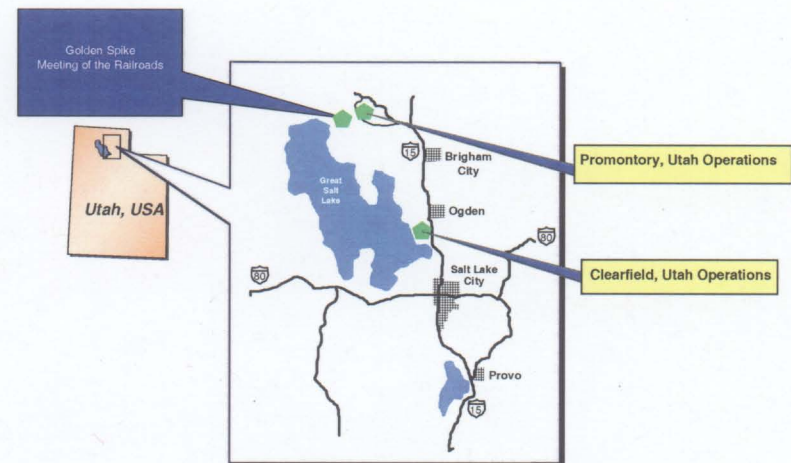 Golden Spike
Meeting of the Railroads
Utah, USA
Great
Salt
Lake
15
Brigham
City
Ogden
80
80
Salt Lake
City
Provo
15
Promontory, Utah Operations
Clearfield, Utah Operations